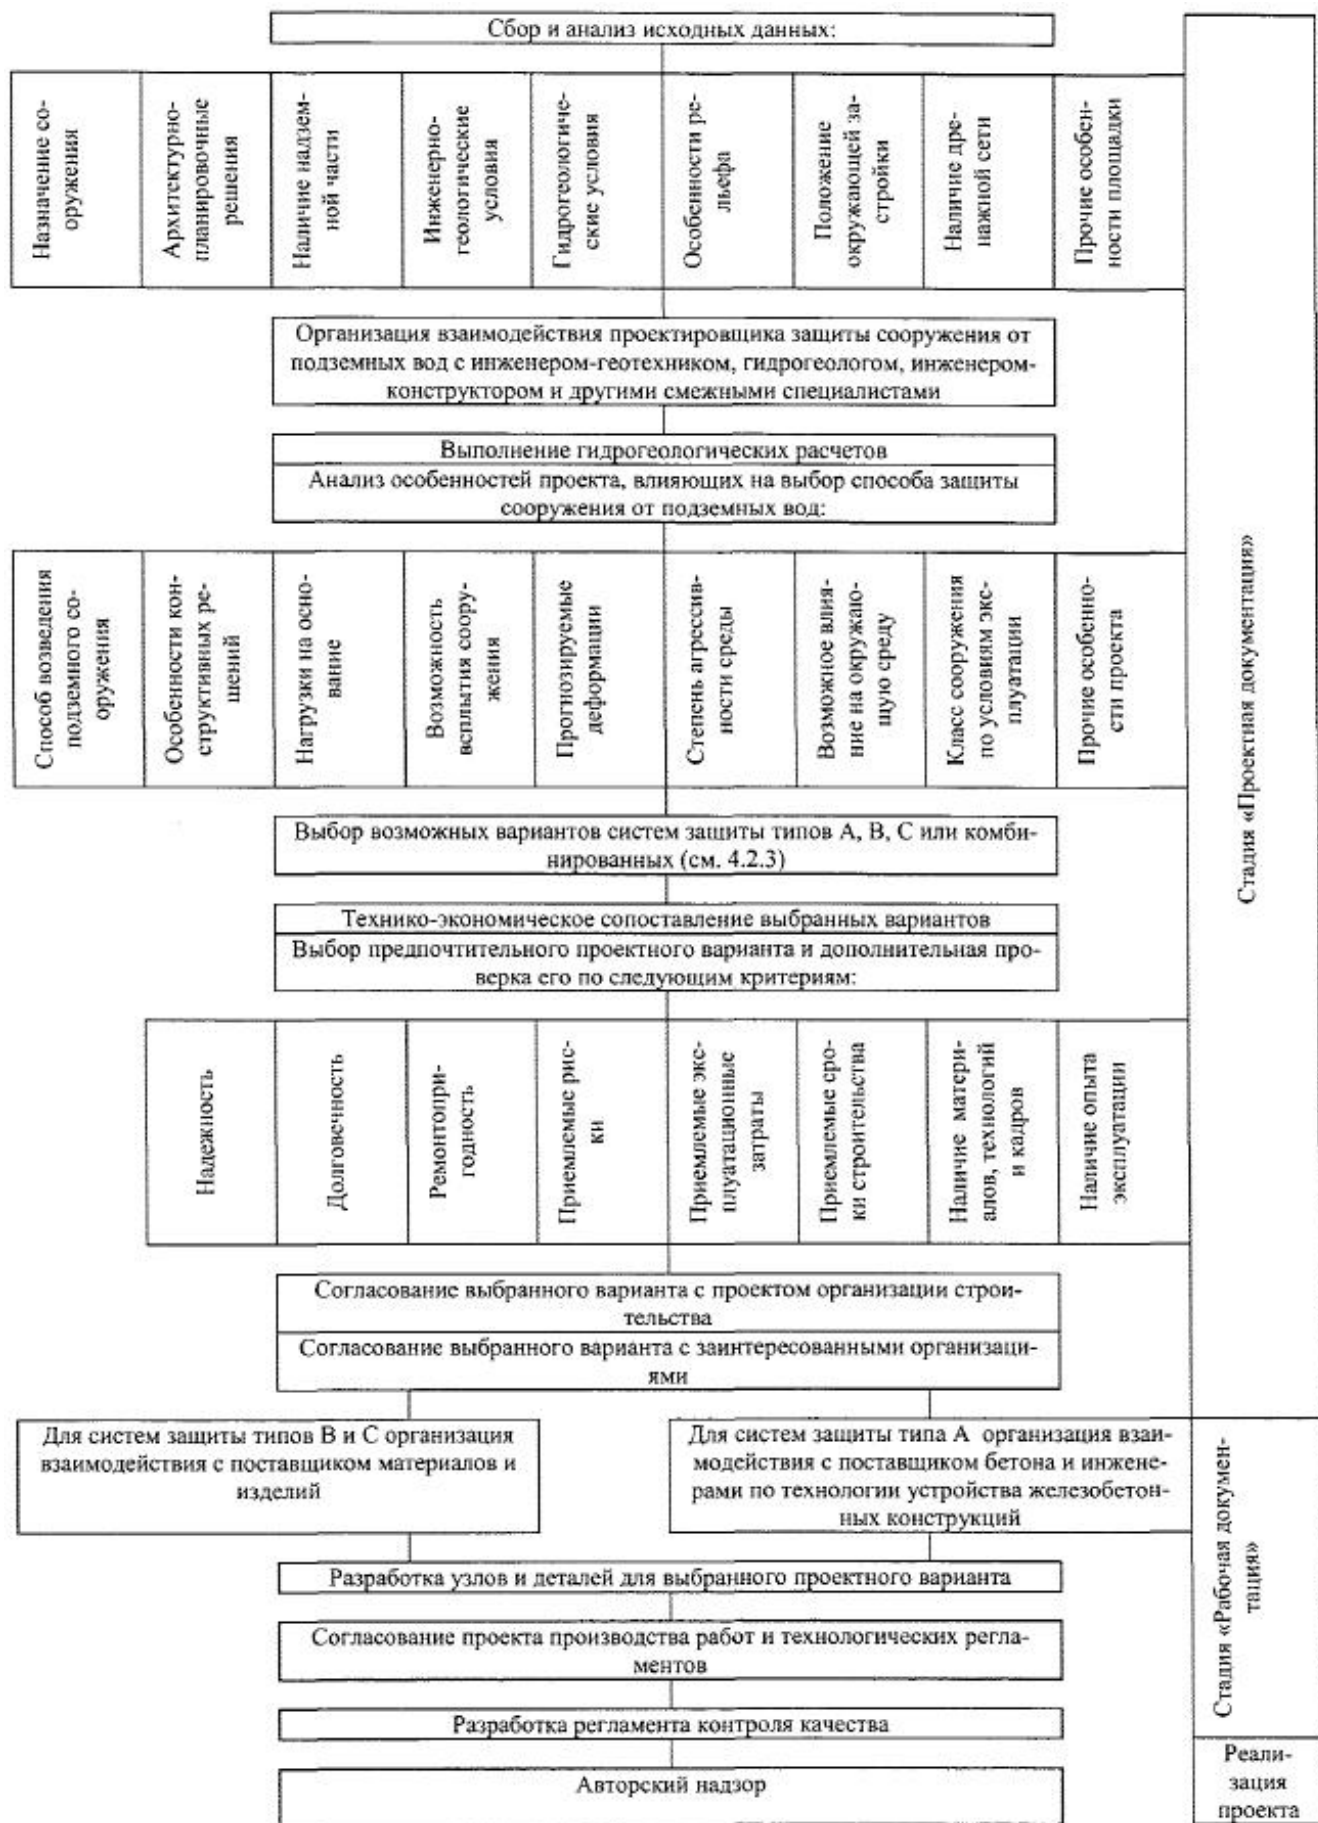 Сбор и анализ исходных данных:
Назначение со-
оружения
Архитектурно-
планировочные
решения
Наличие надзем-
ной части
Инженерно-
геологические
условия
Гидрогеологиче-
ские условия
Особенности ре-
льефа
Положение
окружающей за-
стройки
Наличие дре-
нажной сети
Прочие особен-
ности площадки
Организация взаимодействия проектировщика защиты сооружения от
подземных вод с инженером-геотехником, гидрогеологом, инженером-
конструктором и другими смежными специалистами
Выполнение гидрогеологических расчетов
Анализ особенностей проекта, влияющих на выбор способа защиты
сооружения от подземных вод:
Способ возведения
подземного со-
оружения
Особенности кон-
структивных ре-
шений
Нагрузки на осно-
вание
Возможность
всплытия соору-
жения
Прогнозируемые
деформации
Степень агрессив-
ности среды
Возможное влия-
ние на окружаю-
щую среду
Класс сооружения
по условиям экс-
плуатации
Прочие особенно-
сти проекта
Выбор возможных вариантов систем защиты типов А, В, С или комби-
нированных (см. 4.2.3)
Технико-экономическое сопоставление выбранных вариантов
Выбор предпочтительного проектного варианта и дополнительная про-
верка его по следующим критериям:
Надежность
Долговечность
Ремонтопри-
годность
Приемлемые рис-
ки
Приемлемые экс-
плуатационные
затраты
Приемлемые сро-
ки строительства
Наличие матери-
алов, технологий
и кадров
Наличие опыта
эксплуатации
Согласование выбранного варианта с проектом организации строи-
тельства
Согласование выбранного варианта с заинтересованными организаци-
ями
Стадия «Проектная документация»
Для систем защиты типов В и С организация
взаимодействия с поставщиком материалов и
изделий
Для систем защиты типа А организация взаи-
модействия с поставщиком бетона и инжене-
рами по технологии устройства железобетон-
ных конструкций
Разработка узлов и деталей для выбранного проектного варианта
Согласование проекта производства работ и технологических регла-
ментов
Разработка регламента контроля качества
Стадия «Рабочая докумен-
тация»
Авторский надзор
Реали-
зация
проекта